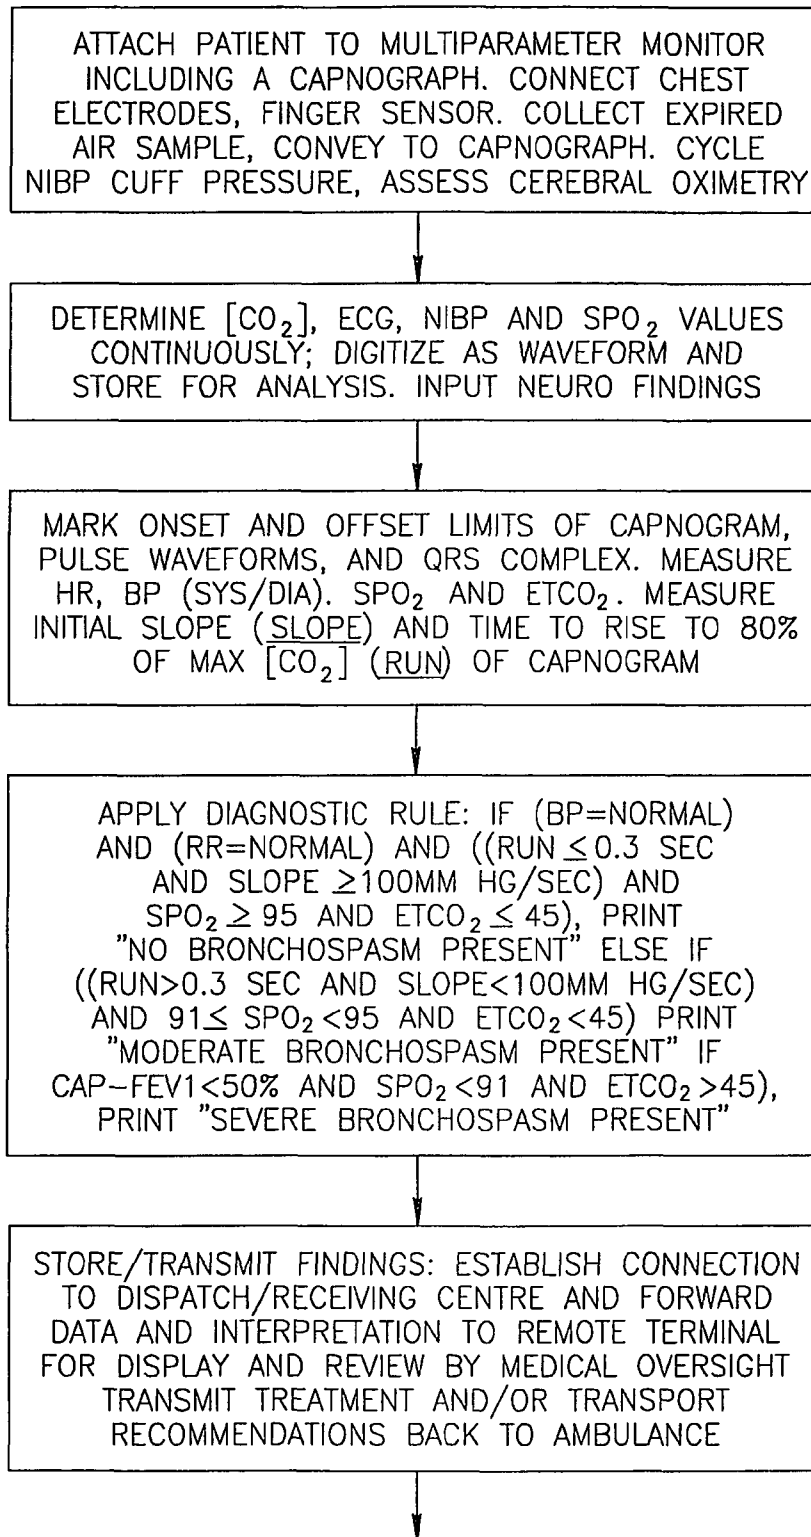 ATTACH PATIENT TO MULTIPARAMETER MONITOR
INCLUDING A CAPNOGRAPH. CONNECT CHEST
ELECTRODES, FINGER SENSOR. COLLECT EXPIRED
AIR SAMPLE, CONVEY TO CAPNOGRAPH. CYCLE
NIBP CUFF PRESSURE, ASSESS CEREBRAL OXIMETRY
DETERMINE [CO₂], ECG, NIBP AND SPO₂ VALUES
CONTINUOUSLY; DIGITIZE AS WAVEFORM AND
STORE FOR ANALYSIS. INPUT NEURO FINDINGS
MARK ONSET AND OFFSET LIMITS OF CAPNOGRAM,
PULSE WAVEFORMS, AND QRS COMPLEX. MEASURE
HR, BP (SYS/DIA). SPO₂ AND ETCO₂. MEASURE
INITIAL SLOPE (SLOPE) AND TIME TO RISE TO 80%
OF MAX [CO₂] (RUN) OF CAPNOGRAM
APPLY DIAGNOSTIC RULE: IF (BP=NORMAL)
AND (RR=NORMAL) AND ((RUN ≤0.3 SEC
AND SLOPE ≥100MM HG/SEC) AND
SPO₂ ≥ 95 AND ETCO₂ ≤ 45), PRINT
"NO BRONCHOSPASM PRESENT" ELSE IF
((RUN>0.3 SEC AND SLOPE<100MM HG/SEC)
AND 91≤ SPO₂<95 AND ETCO₂<45) PRINT
"MODERATE BRONCHOSPASM PRESENT" IF
CAP-FEV1<50% AND SPO₂<91 AND ETCO₂>45),
PRINT "SEVERE BRONCHOSPASM PRESENT"
STORE/TRANSMIT FINDINGS: ESTABLISH CONNECTION
TO DISPATCH/RECEIVING CENTRE AND FORWARD
DATA AND INTERPRETATION TO REMOTE TERMINAL
FOR DISPLAY AND REVIEW BY MEDICAL OVERSIGHT
TRANSMIT TREATMENT AND/OR TRANSPORT
RECOMMENDATIONS BACK TO AMBULANCE